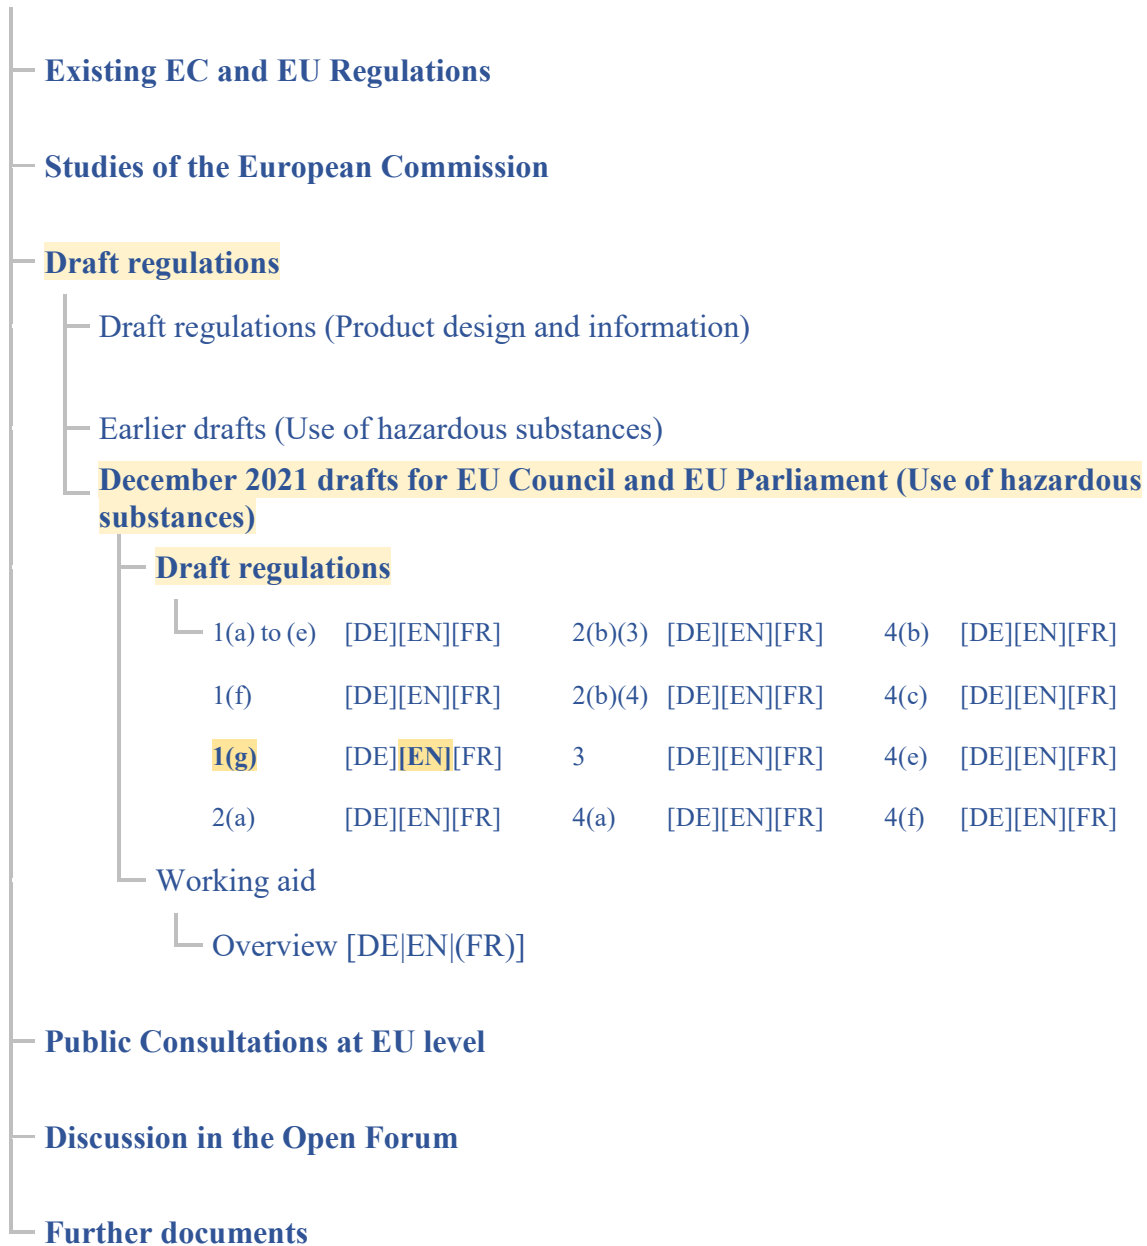 Existing EC and EU Regulations
Studies of the European Commission
Draft regulations
Draft regulations (Product design and information)
Earlier drafts (Use of hazardous substances)
December 2021 drafts for EU Council and EU Parliament (Use of hazardous
substances)
Draft regulations
1(a) to (e) [DE][EN][FR] 2(b)(3) [DE][EN][FR] 4(b) [DE][EN][FR]
1(f) [DE][EN][FR] 2(b)(4) [DE][EN][FR] 4(c) [DE][EN][FR]
1(g) [DE][EN][FR] 3 [DE][EN][FR] 4(e) [DE][EN][FR]
2(a) [DE][EN][FR] 4(a) [DE][EN][FR] 4(f) [DE][EN][FR]
Working aid
Overview [DE|EN|(FR)]
Public Consultations at EU level
Discussion in the Open Forum
Further documents